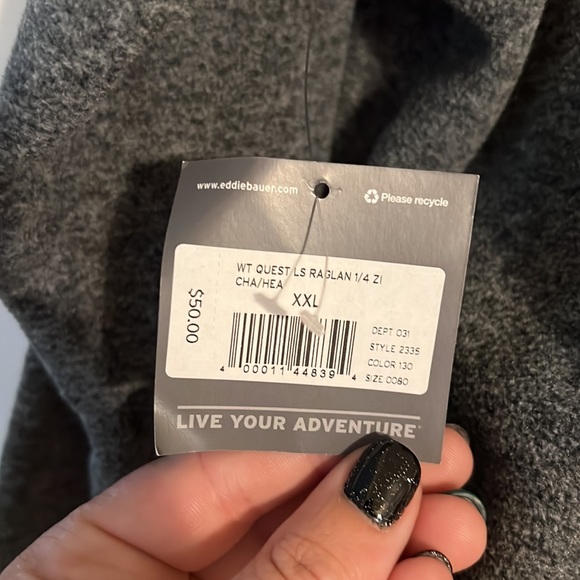 www.eddiebauer.com
Please recycle
WT QUEST LS RAGLAN 1/4 ZI
CHA/HEA
XXL
$50.00
DEPT 031
STYLE 2335
COLOR 130
SIZE 0080
4 00011 44839 4
LIVE YOUR ADVENTURE